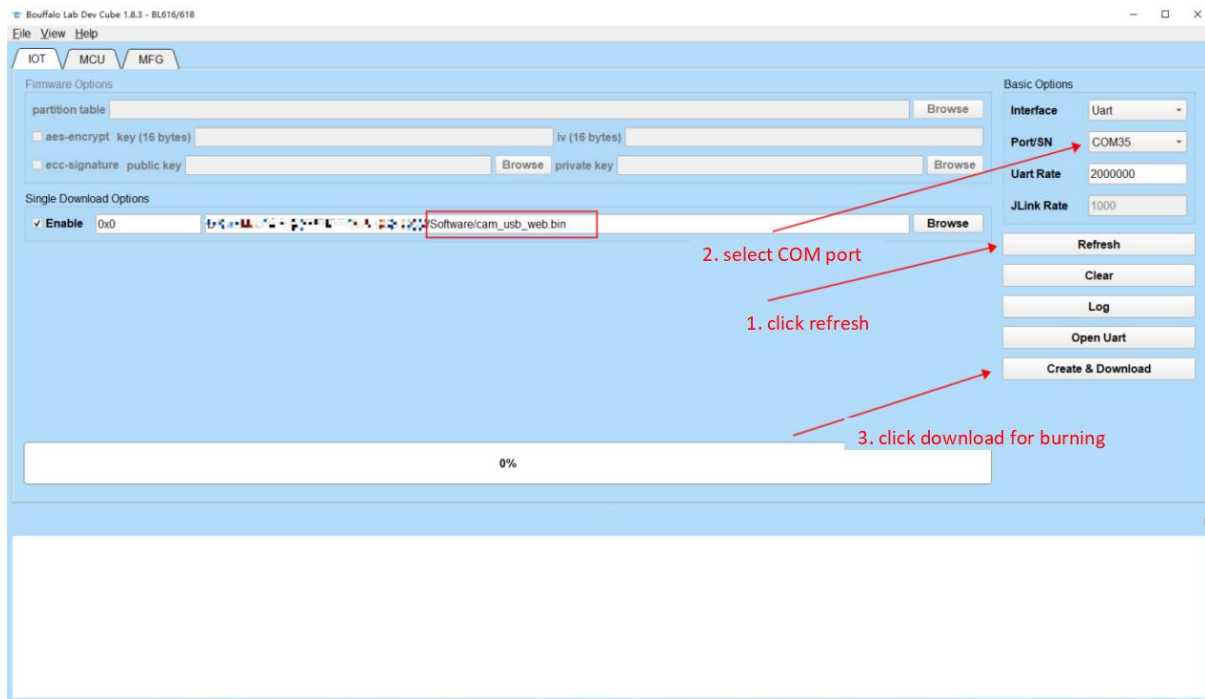 Bouffalo Lab Dev Cube 1.8.3 - BL616/618
File View Help
IOT MCU MFG
Firmware Options
partition table Browse
aes-encrypt key (16 bytes) iv (16 bytes)
ecc-signature public key Browse private key Browse
Single Download Options
Enable 0x0 /Software/cam_usb_web.bin Browse
Basic Options
Interface Uart
Port/SN COM35
Uart Rate 2000000
JLink Rate 1000
Refresh
Clear
Log
Open Uart
Create & Download
2. select COM port
1. click refresh
3. click download for burning
0%